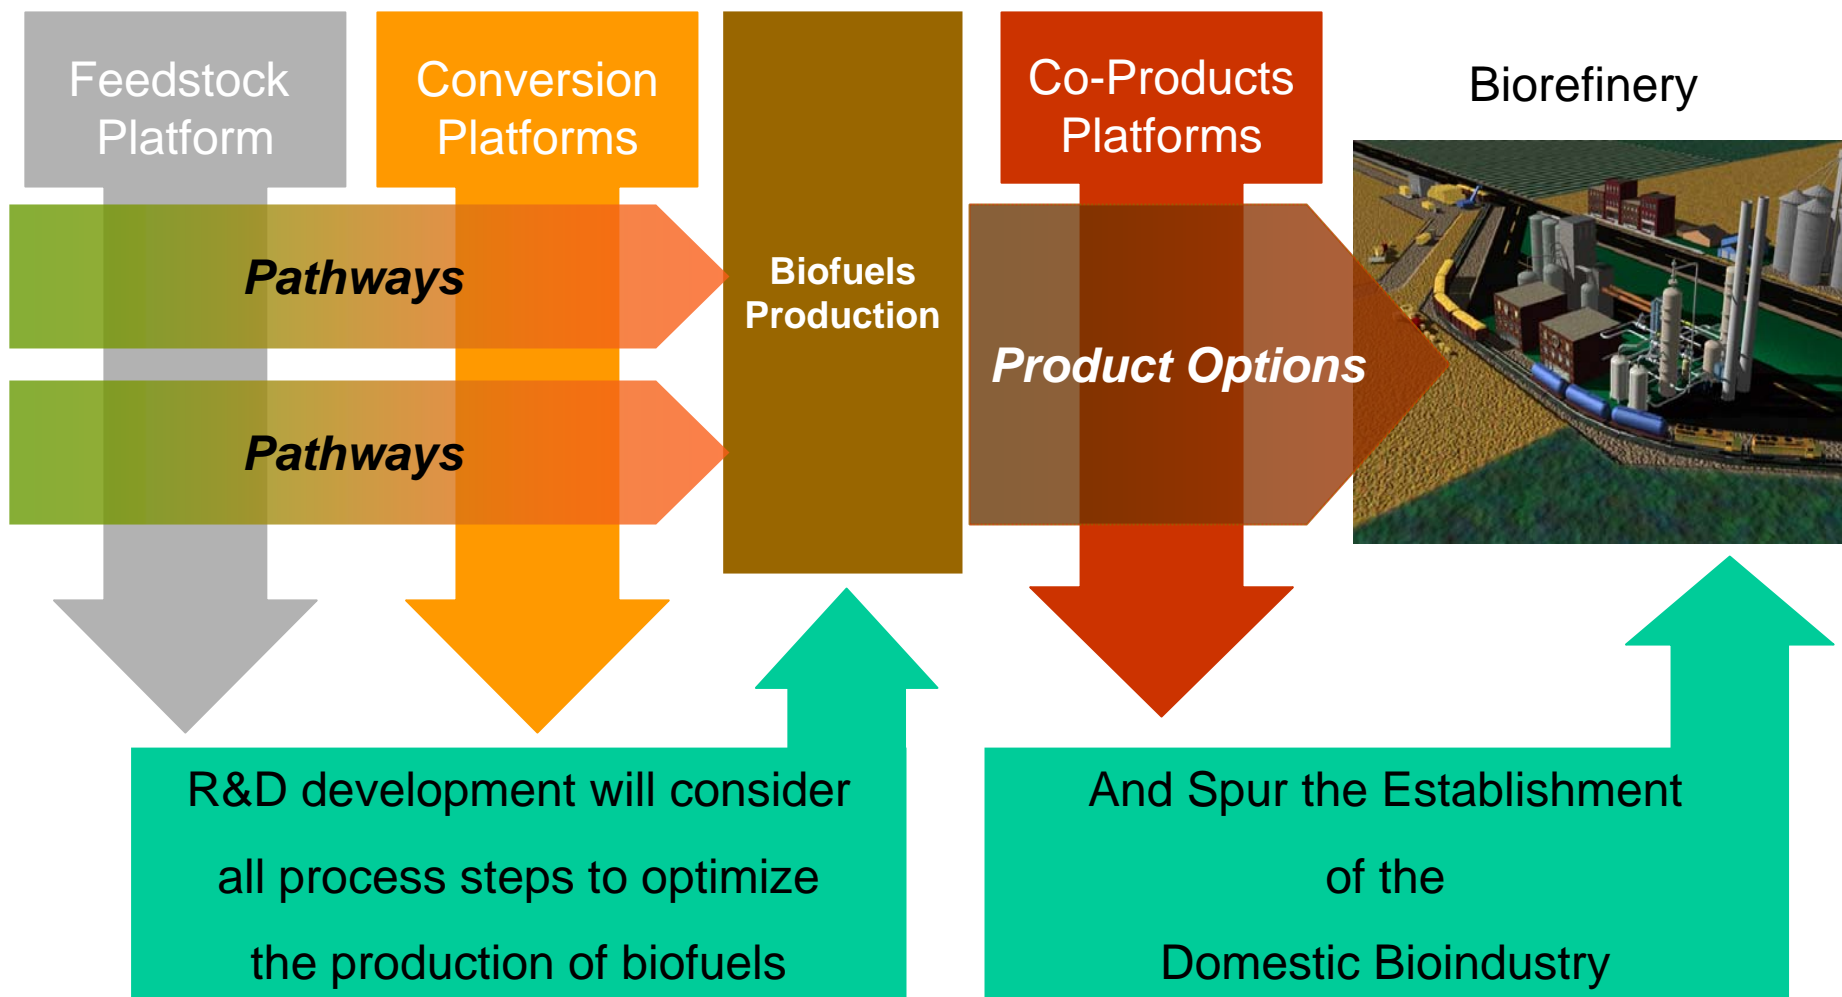 Feedstock
Platform
Conversion
Platforms
Biofuels
Production
Co-Products
Platforms
Biorefinery
Pathways
Pathways
Product Options
R&D development will consider
all process steps to optimize
the production of biofuels
And Spur the Establishment
of the
Domestic Bioindustry